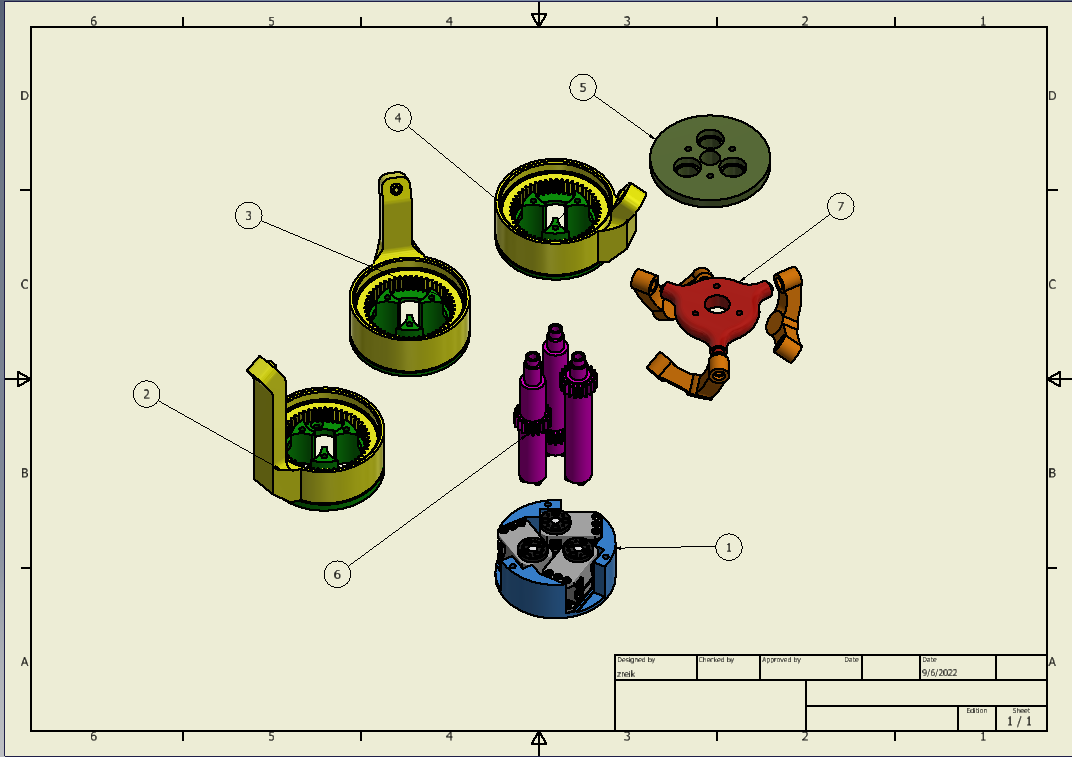 6 5 4 3 2 1
D D
5
4
7
3
C C
2
B B
6
1
A A
Designed by Checked by Approved by Date Date
zreik 9/6/2022
Edition Sheet
1 / 1
6 5 4 3 2 1